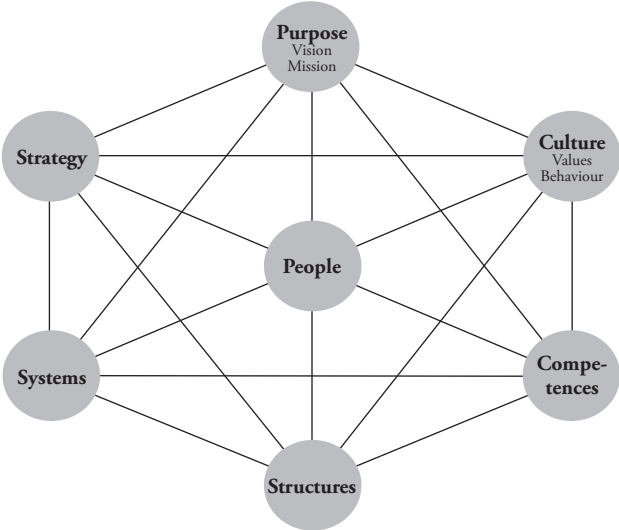 Purpose
Vision
Mission
Strategy
Culture
Values
Behaviour
People
Systems
Compe-
tences
Structures